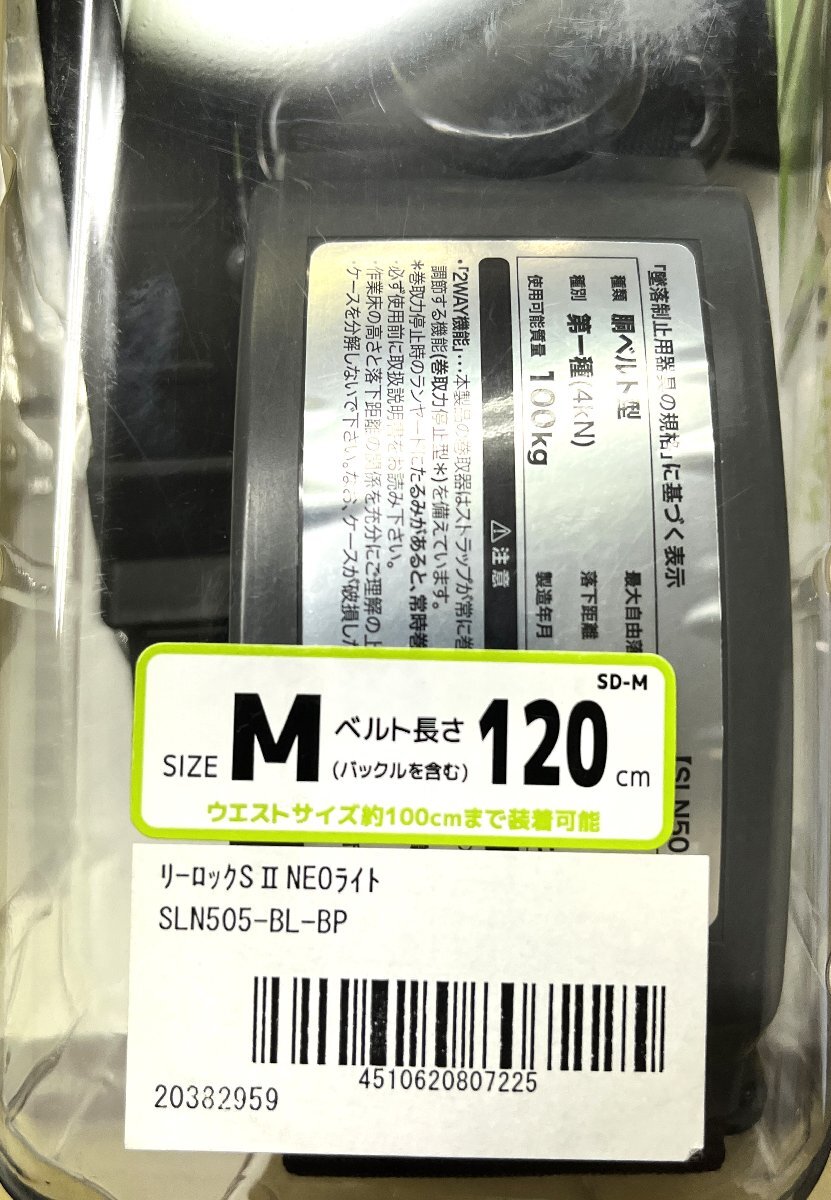 「墜落制止用器具の規格」に基づく表示
種類 胴ベルト型
最大自由落
種別 第一種(4kN)
落下距離
使用可能質量 100kg
製造年月
【SLN50
⚠注意
・「2WAY機能」…本製品の巻取器はストラップが常に巻
調節する機能(巻取力停止型*)を備えています。
*巻取力停止時のランヤードにたるみがあると、常時巻
・必ず使用前に取扱説明書をお読み下さい。
・作業床の高さと落下距離の関係を充分にご理解の上
・ケースを分解しないで下さい。なお、ケースが破損した
SD-M
SIZE M ベルト長さ (バックルを含む) 120cm
ウエストサイズ約100cmまで装着可能
リーロックSⅡNEOライト
SLN505-BL-BP
4510620807225
20382959